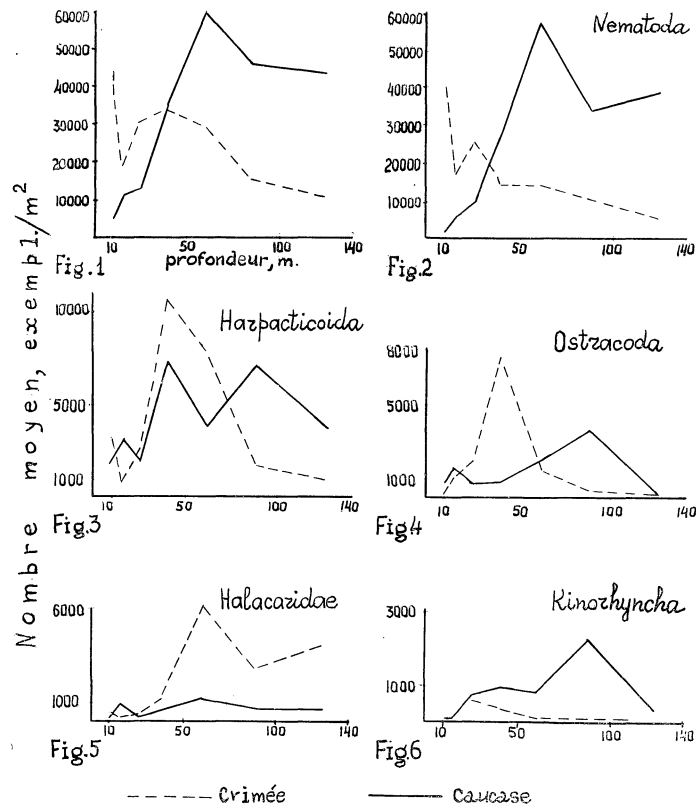 Nombre moyen, exempl./m²
60000
50000
40000
30000
20000
10000
10 50 100 140
profondeur, m.
Fig.1
Nematoda
60000
50000
40000
30000
20000
10000
10 50 100 140
Fig.2
Harpacticoida
10000
5000
1000
10 50 100 140
Fig.3
Ostracoda
8000
5000
1000
10 50 100 140
Fig.4
Halacaridae
6000
1000
10 50 100 140
Fig.5
Kinorhyncha
3000
1000
10 50 100 140
Fig.6
Crimée Caucase